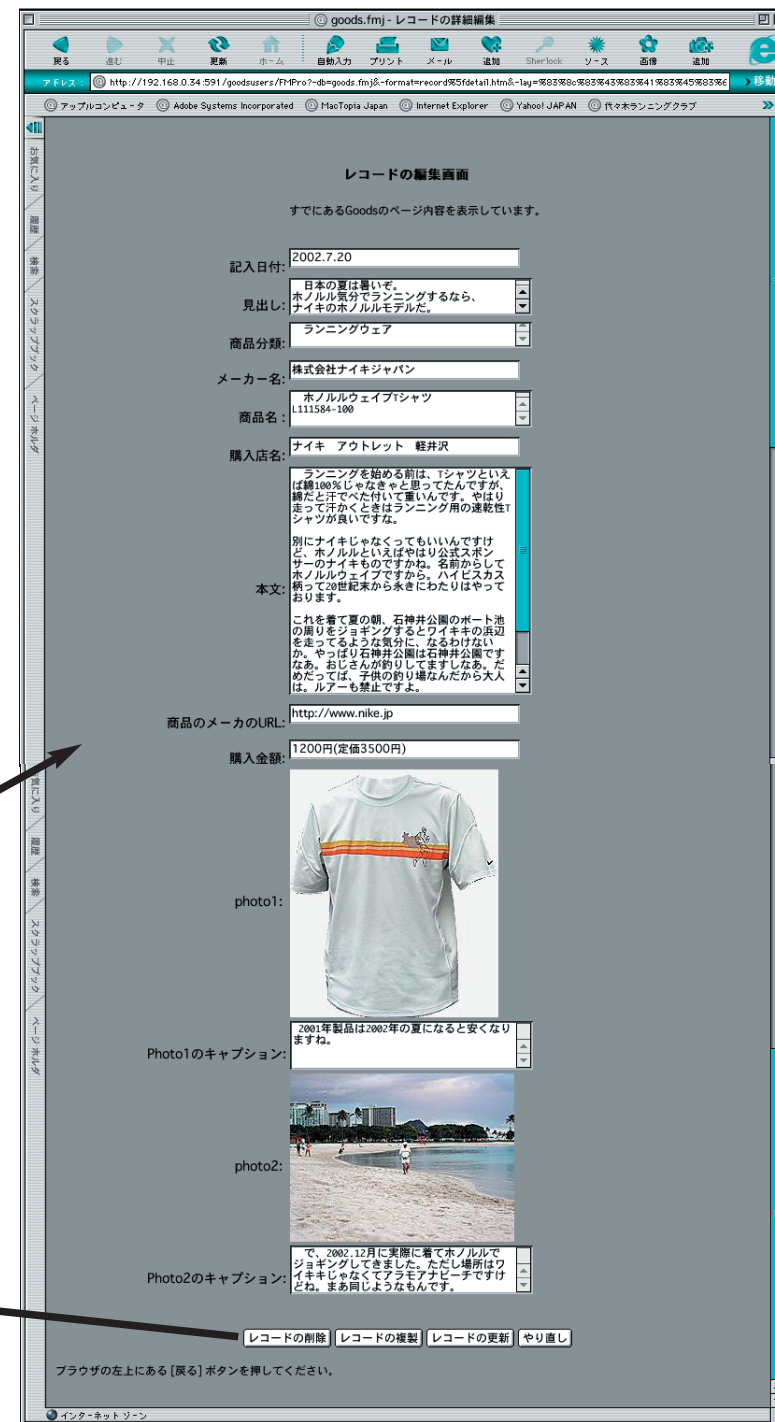 @ goods.fmj - レコードの詳細編集
戻る 進む 中止 更新 ホーム 自動入力 プリント メール 追加 Sherlock ソース 画像 追加
アドレス : @ http://192.168.0.34:591/goodsusers/FMPro?-db=goods.fmj&-format=record%5fdetail.htm&-lay=%83%8c%83%43%83%41%83%45%83%6 移動
@ アップルコンピュータ @ Adobe Systems Incorporated @ MacTopia Japan @ Internet Explorer @ Yahoo! JAPAN @ 代々木ランニングクラブ »
お気に入り
履歴
検索
スクラップブック
ページ ホルダ
レコードの編集画面
すでにあるGoodsのページ内容を表示しています。
記入日付: 2002.7.20
見出し: 日本の夏は暑いぞ。
ホノルル気分でランニングするなら、
ナイキのホノルルモデルだ。
商品分類: ランニングウェア
メーカー名: 株式会社ナイキジャパン
商品名 : ホノルルウェイブTシャツ
L111584-100
購入店名: ナイキ アウトレット 軽井沢
本文: ランニングを始める前は、Tシャツといえ
ば綿100%じゃなきゃと思ってたんですが、
綿だと汗でべた付いて重いんです。やはり
走って汗かくときはランニング用の速乾性T
シャツが良いですな。
別にナイキじゃなくってもいいんですけ
ど、ホノルルといえばやはり公式スポン
サーのナイキものですかね。名前からして
ホノルルウェイブですから。ハイビスカス
柄って20世紀末から永きにわたりはやって
おります。
これを着て夏の朝、石神井公園のボート池
の周りをジョギングするとワイキキの浜辺
を走ってるような気分に、なるわけない
か。やっぱり石神井公園は石神井公園です
なあ。おじさんが釣りしてますしなあ。だ
めだってば、子供の釣り場なんだから大人
は。ルアーも禁止ですよ。
商品のメーカのURL: http://www.nike.jp
購入金額: 1200円(定価3500円)
お気に入り
履歴
検索
スクラップブック
ページ ホルダ
photo1:
Photo1のキャプション: 2001年製品は2002年の夏になると安くなり
ますね。
photo2:
Photo2のキャプション: で、2002.12月に実際に着てホノルルで
ジョギングしてきました。ただし場所はワ
イキキじゃなくてアラモアナビーチですけ
どね。まあ同じようなもんです。
レコードの削除 レコードの複製 レコードの更新 やり直し
ブラウザの左上にある [戻る] ボタンを押してください。
インターネット ゾーン